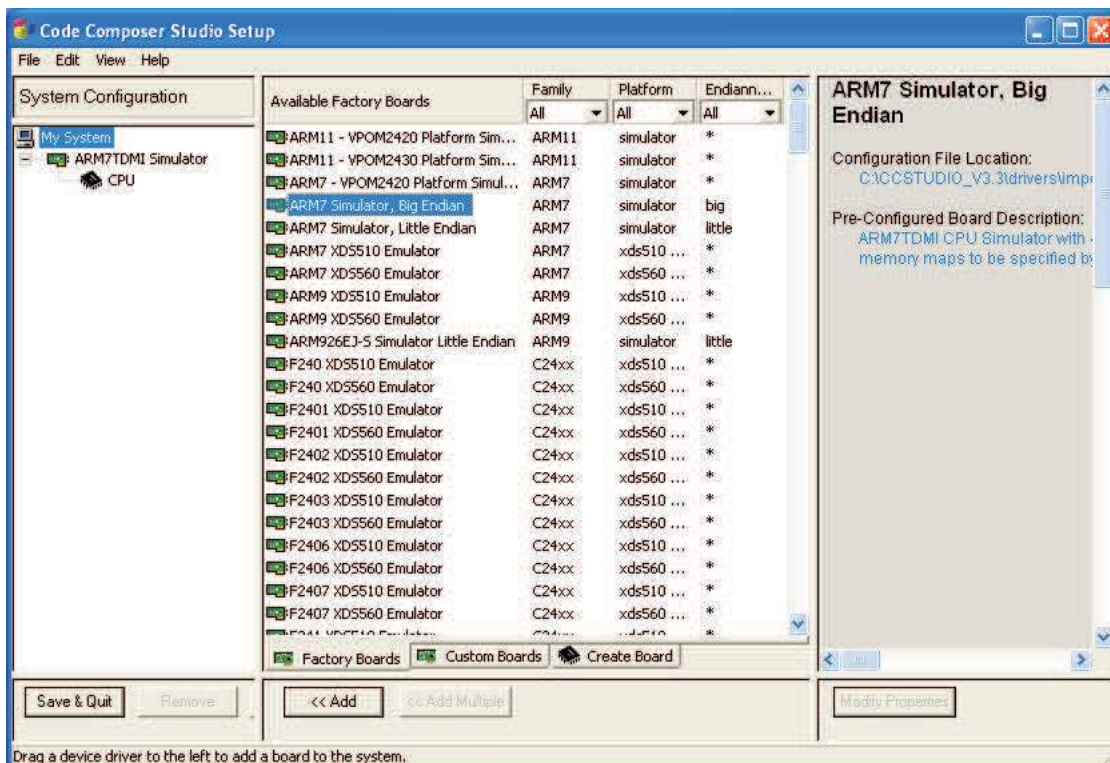 Code Composer Studio Setup
File Edit View Help
System Configuration
My System
ARM7TDMI Simulator
CPU
Available Factory Boards Family Platform Endiann...
All All All
ARM11 - VPOM2420 Platform Sim... ARM11 simulator *
ARM11 - VPOM2430 Platform Sim... ARM11 simulator *
ARM7 - VPOM2420 Platform Simul... ARM7 simulator *
ARM7 Simulator, Big Endian ARM7 simulator big
ARM7 Simulator, Little Endian ARM7 simulator little
ARM7 XDS510 Emulator ARM7 xds510 ... *
ARM7 XDS560 Emulator ARM7 xds560 ... *
ARM9 XDS510 Emulator ARM9 xds510 ... *
ARM9 XDS560 Emulator ARM9 xds560 ... *
ARM926EJ-S Simulator Little Endian ARM9 simulator little
F240 XDS510 Emulator C24xx xds510 ... *
F240 XDS560 Emulator C24xx xds560 ... *
F2401 XDS510 Emulator C24xx xds510 ... *
F2401 XDS560 Emulator C24xx xds560 ... *
F2402 XDS510 Emulator C24xx xds510 ... *
F2402 XDS560 Emulator C24xx xds560 ... *
F2403 XDS510 Emulator C24xx xds510 ... *
F2403 XDS560 Emulator C24xx xds560 ... *
F2406 XDS510 Emulator C24xx xds510 ... *
F2406 XDS560 Emulator C24xx xds560 ... *
F2407 XDS510 Emulator C24xx xds510 ... *
F2407 XDS560 Emulator C24xx xds560 ... *
Factory Boards Custom Boards Create Board
ARM7 Simulator, Big
Endian
Configuration File Location:
C:\CCSTUDIO_V3.3\drivers\imp
Pre-Configured Board Description:
ARM7TDMI CPU Simulator with
memory maps to be specified by
Save & Quit Remove << Add << Add Multiple Modify Properties
Drag a device driver to the left to add a board to the system.